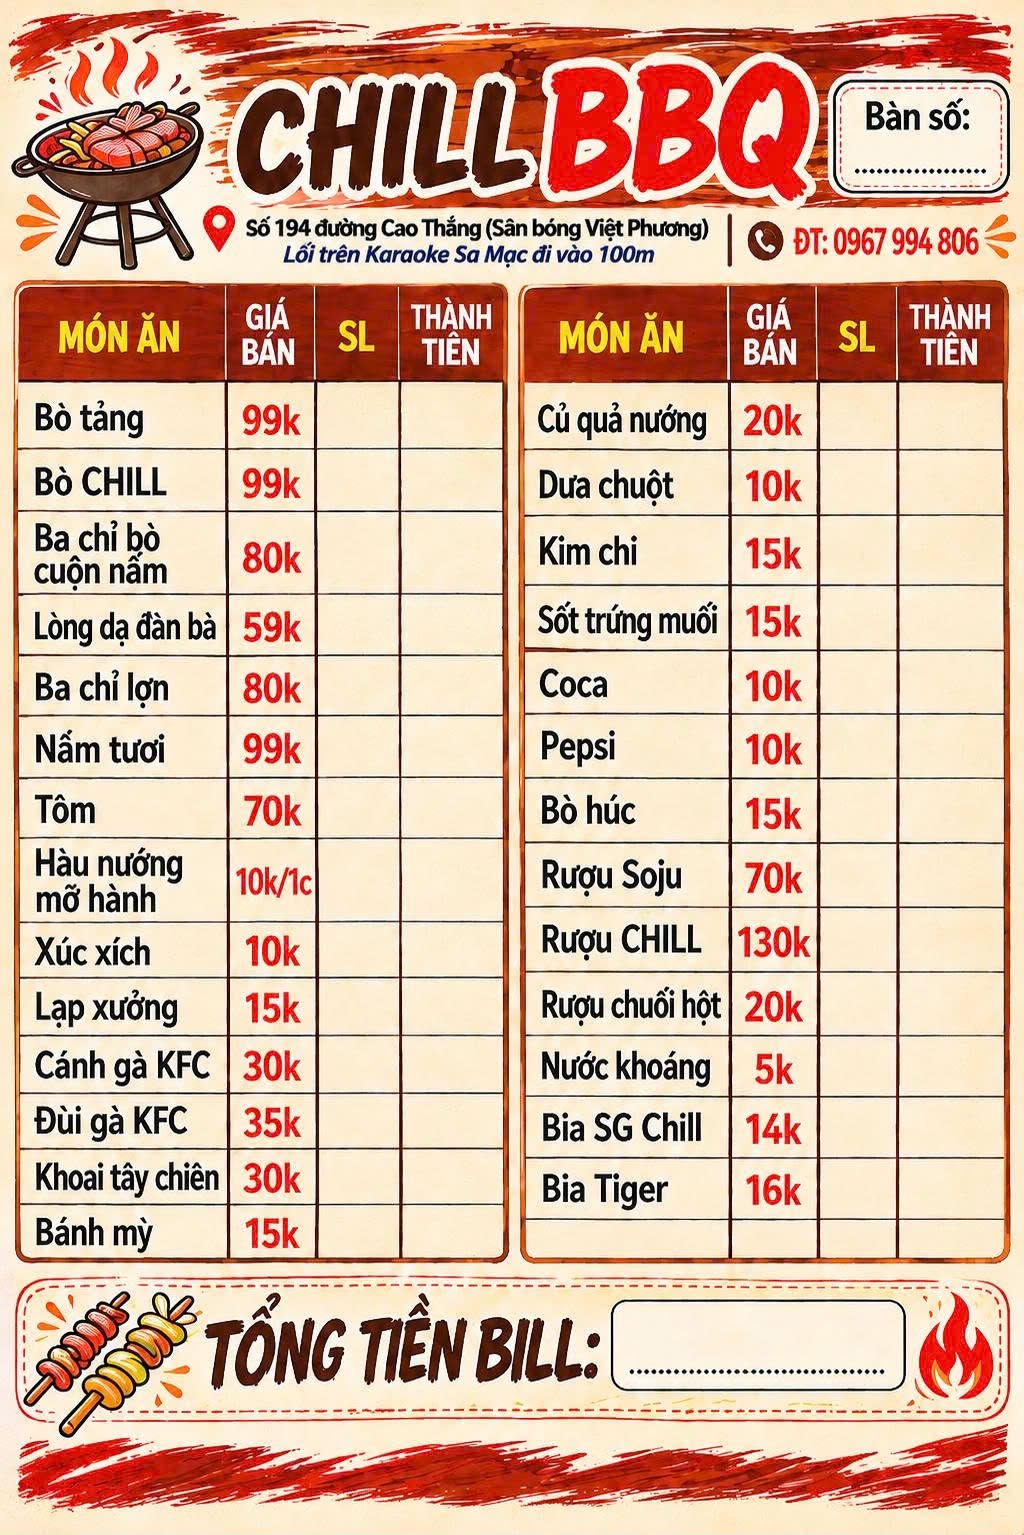 CHILL BBQ
Bàn số:
Số 194 đường Cao Thắng (Sân bóng Việt Phương)
Lối trên Karaoke Sa Mạc đi vào 100m
ĐT: 0967 994 806
MÓN ĂN GIÁ BÁN SL THÀNH TIÊN
Bò tảng 99k
Bò CHILL 99k
Ba chỉ bò
cuộn nấm 80k
Lòng dạ đàn bà 59k
Ba chỉ lợn 80k
Nấm tươi 99k
Tôm 70k
Hàu nướng
mỡ hành 10k/1c
Xúc xích 10k
Lạp xưởng 15k
Cánh gà KFC 30k
Đùi gà KFC 35k
Khoai tây chiên 30k
Bánh mỳ 15k
MÓN ĂN GIÁ BÁN SL THÀNH TIÊN
Củ quả nướng 20k
Dưa chuột 10k
Kim chi 15k
Sốt trứng muối 15k
Coca 10k
Pepsi 10k
Bò húc 15k
Rượu Soju 70k
Rượu CHILL 130k
Rượu chuối hột 20k
Nước khoáng 5k
Bia SG Chill 14k
Bia Tiger 16k
TỔNG TIỀN BILL: